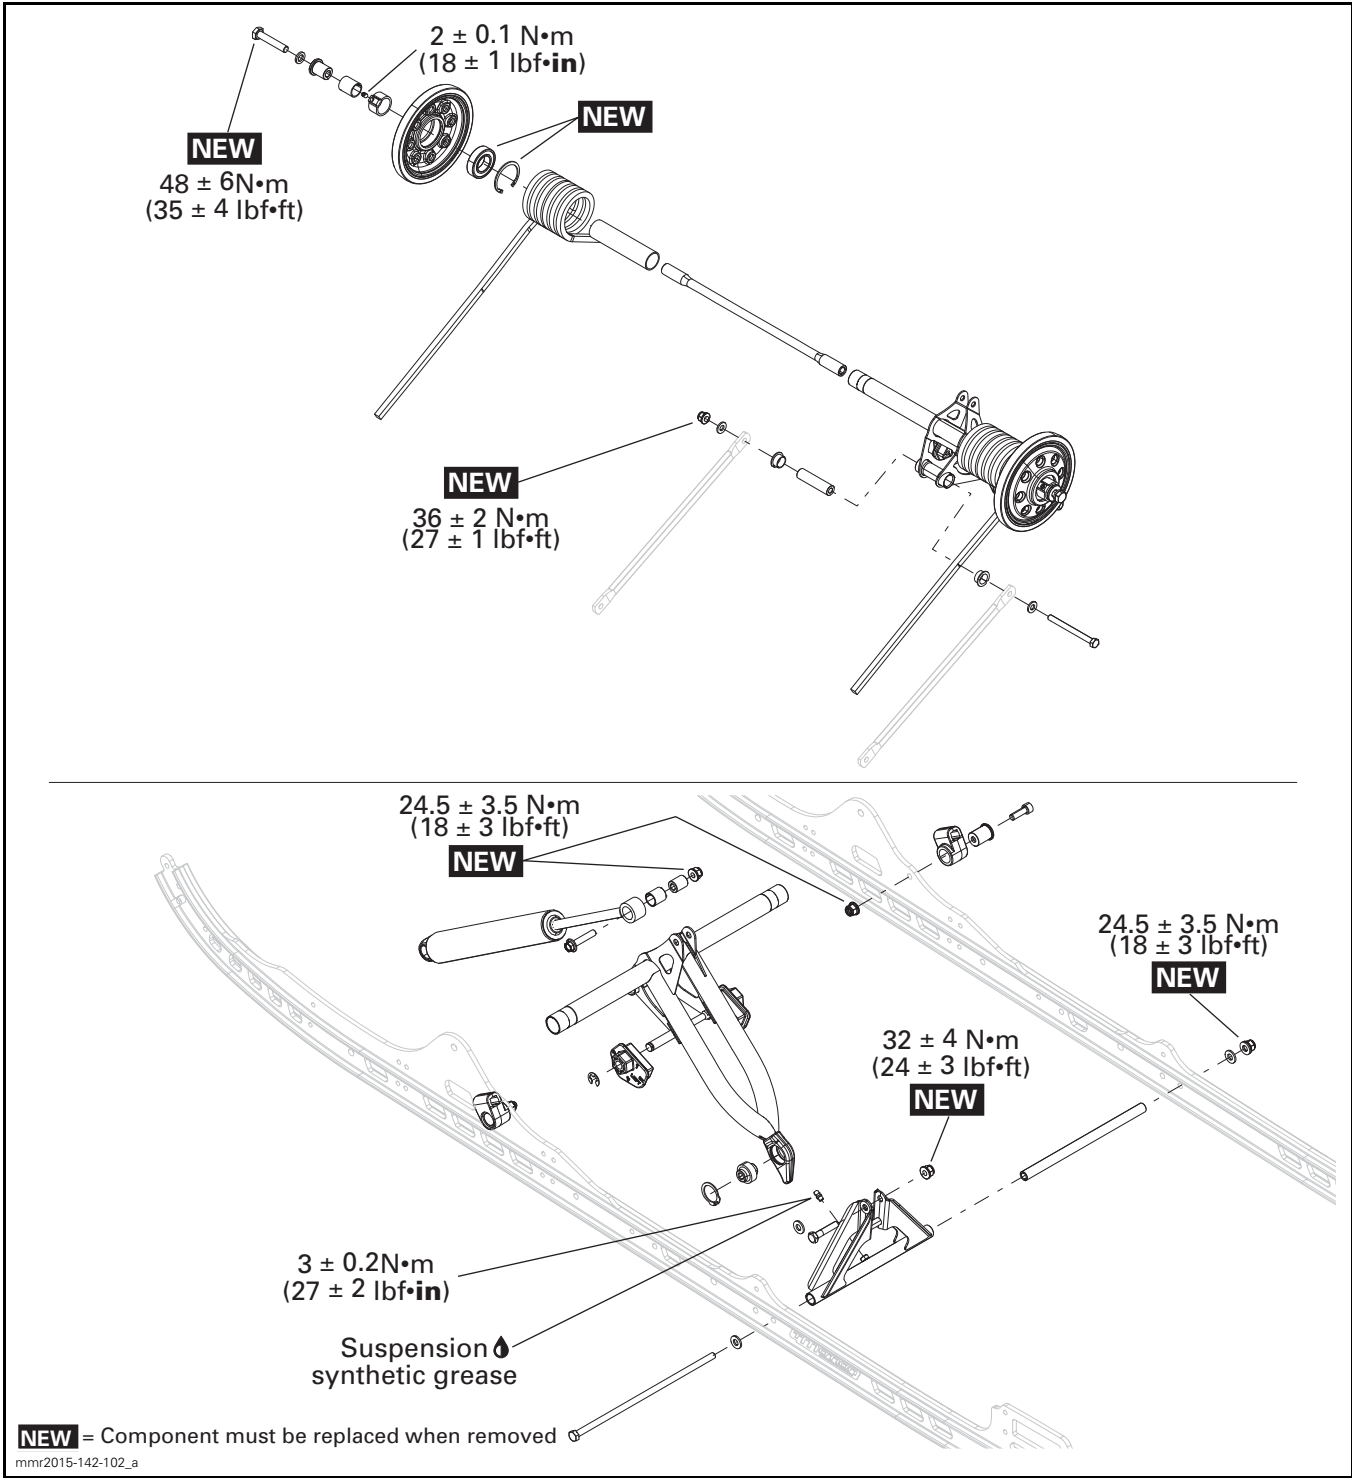 2 ± 0.1 N•m
(18 ± 1 lbf•in)
NEW
NEW
48 ± 6N•m
(35 ± 4 lbf•ft)
NEW
36 ± 2 N•m
(27 ± 1 lbf•ft)
24.5 ± 3.5 N•m
(18 ± 3 lbf•ft)
NEW
24.5 ± 3.5 N•m
(18 ± 3 lbf•ft)
NEW
32 ± 4 N•m
(24 ± 3 lbf•ft)
NEW
3 ± 0.2N•m
(27 ± 2 lbf•in)
Suspension
synthetic grease
NEW = Component must be replaced when removed
mmr2015-142-102_a